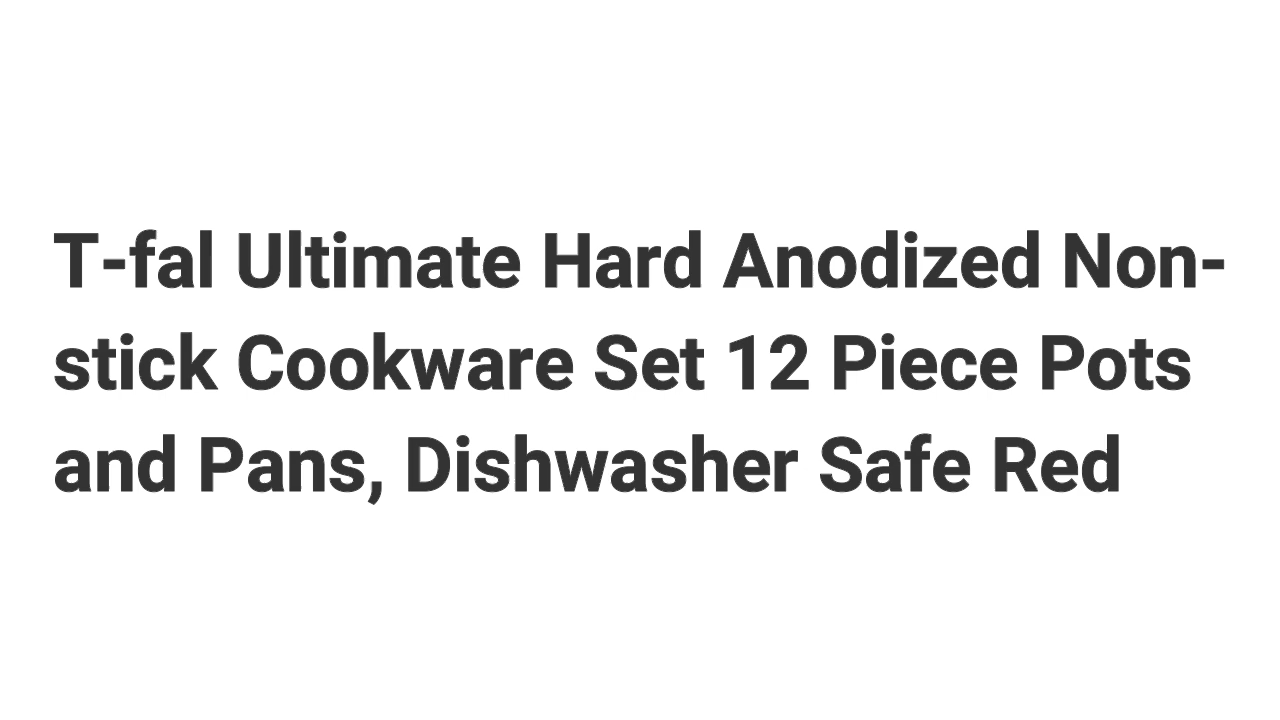 T-fal Ultimate Hard Anodized Non-
stick Cookware Set 12 Piece Pots
and Pans, Dishwasher Safe Red